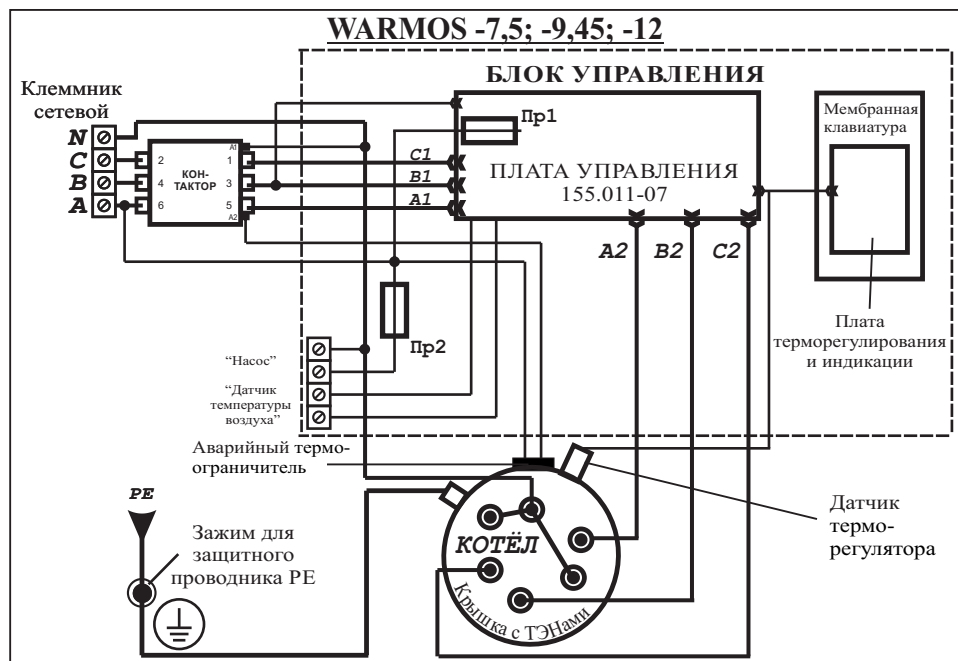 WARMOS -7,5; -9,45; -12
БЛОК УПРАВЛЕНИЯ
Клеммник
сетевой
N
C
B
A
A1
2
1
КОН-
ТАКТОР
4
3
6
5
A2
Пр1
C1
B1
A1
ПЛАТА УПРАВЛЕНИЯ
155.011-07
A2
B2
C2
Мембранная
клавиатура
Плата
терморегулирования
и индикации
Пр2
“Насос”
“Датчик
температуры
воздуха”
Аварийный термо-
ограничитель
PE
Зажим для
защитного
проводника PE
КОТЁЛ
Крышка с ТЭНами
Датчик
термо-
регулятора